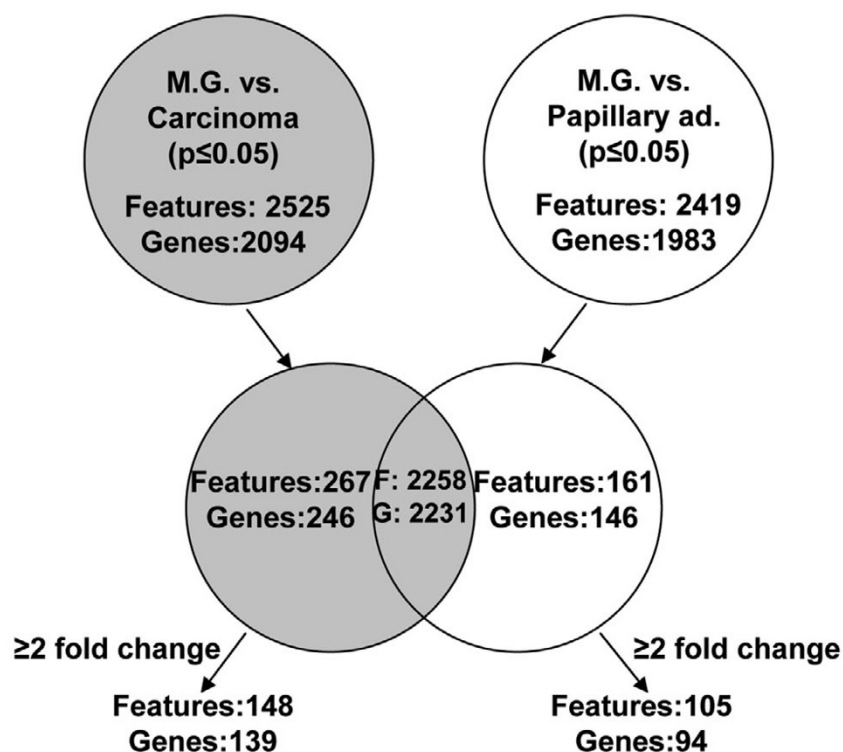 M.G. vs.
Carcinoma
(p≤0.05)
Features: 2525
Genes:2094
M.G. vs.
Papillary ad.
(p≤0.05)
Features: 2419
Genes:1983
Features:267
Genes:246
F: 2258
G: 2231
Features:161
Genes:146
≥2 fold change
Features:148
Genes:139
≥2 fold change
Features:105
Genes:94